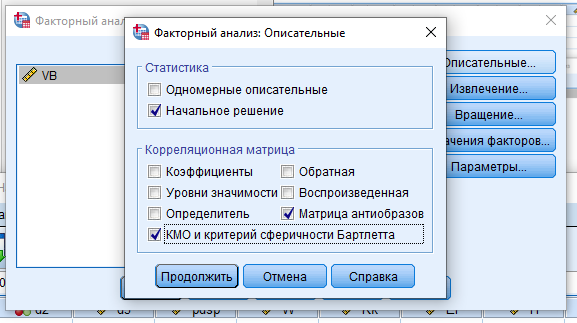 Факторный анал
Факторный анализ: Описательные
VB
Статистика
Одномерные описательные
Начальное решение
Корреляционная матрица
Коэффициенты
Обратная
Уровни значимости
Воспроизведенная
Определитель
Матрица антиобразов
КМО и критерий сферичности Бартлетта
Продолжить
Отмена
Справка
Описательные...
Извлечение...
Вращение...
ачения факторов...
Параметры...